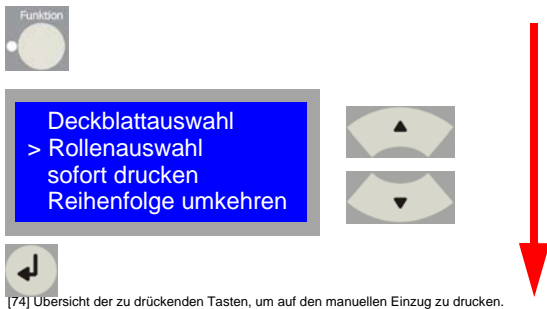 Funktion
Deckblattauswahl
> Rollenauswahl
sofort drucken
Reihenfolge umkehren
[74] Übersicht der zu drückenden Tasten, um auf den manuellen Einzug zu drucken.